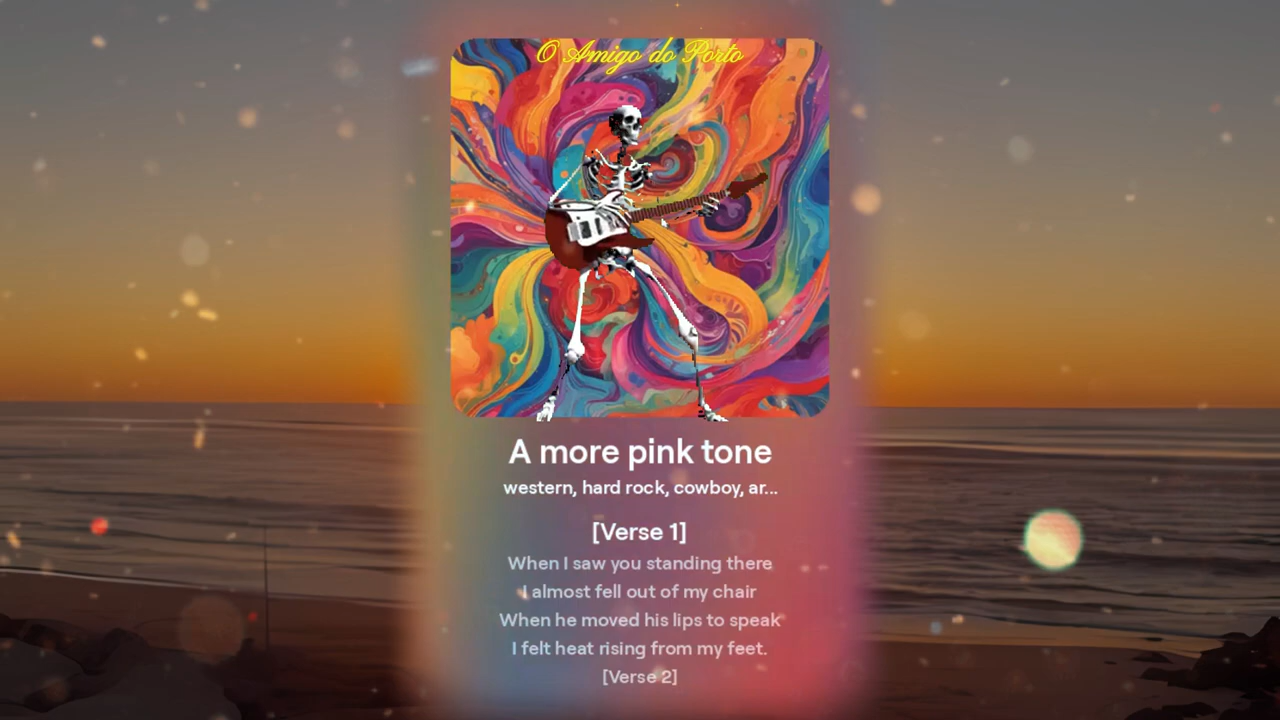 O Amigo do Porto
A more pink tone
western, hard rock, cowboy, ar...
[Verse 1]
When I saw you standing there
I almost fell out of my chair
When he moved his lips to speak
I felt heat rising from my feet.
[Verse 2]